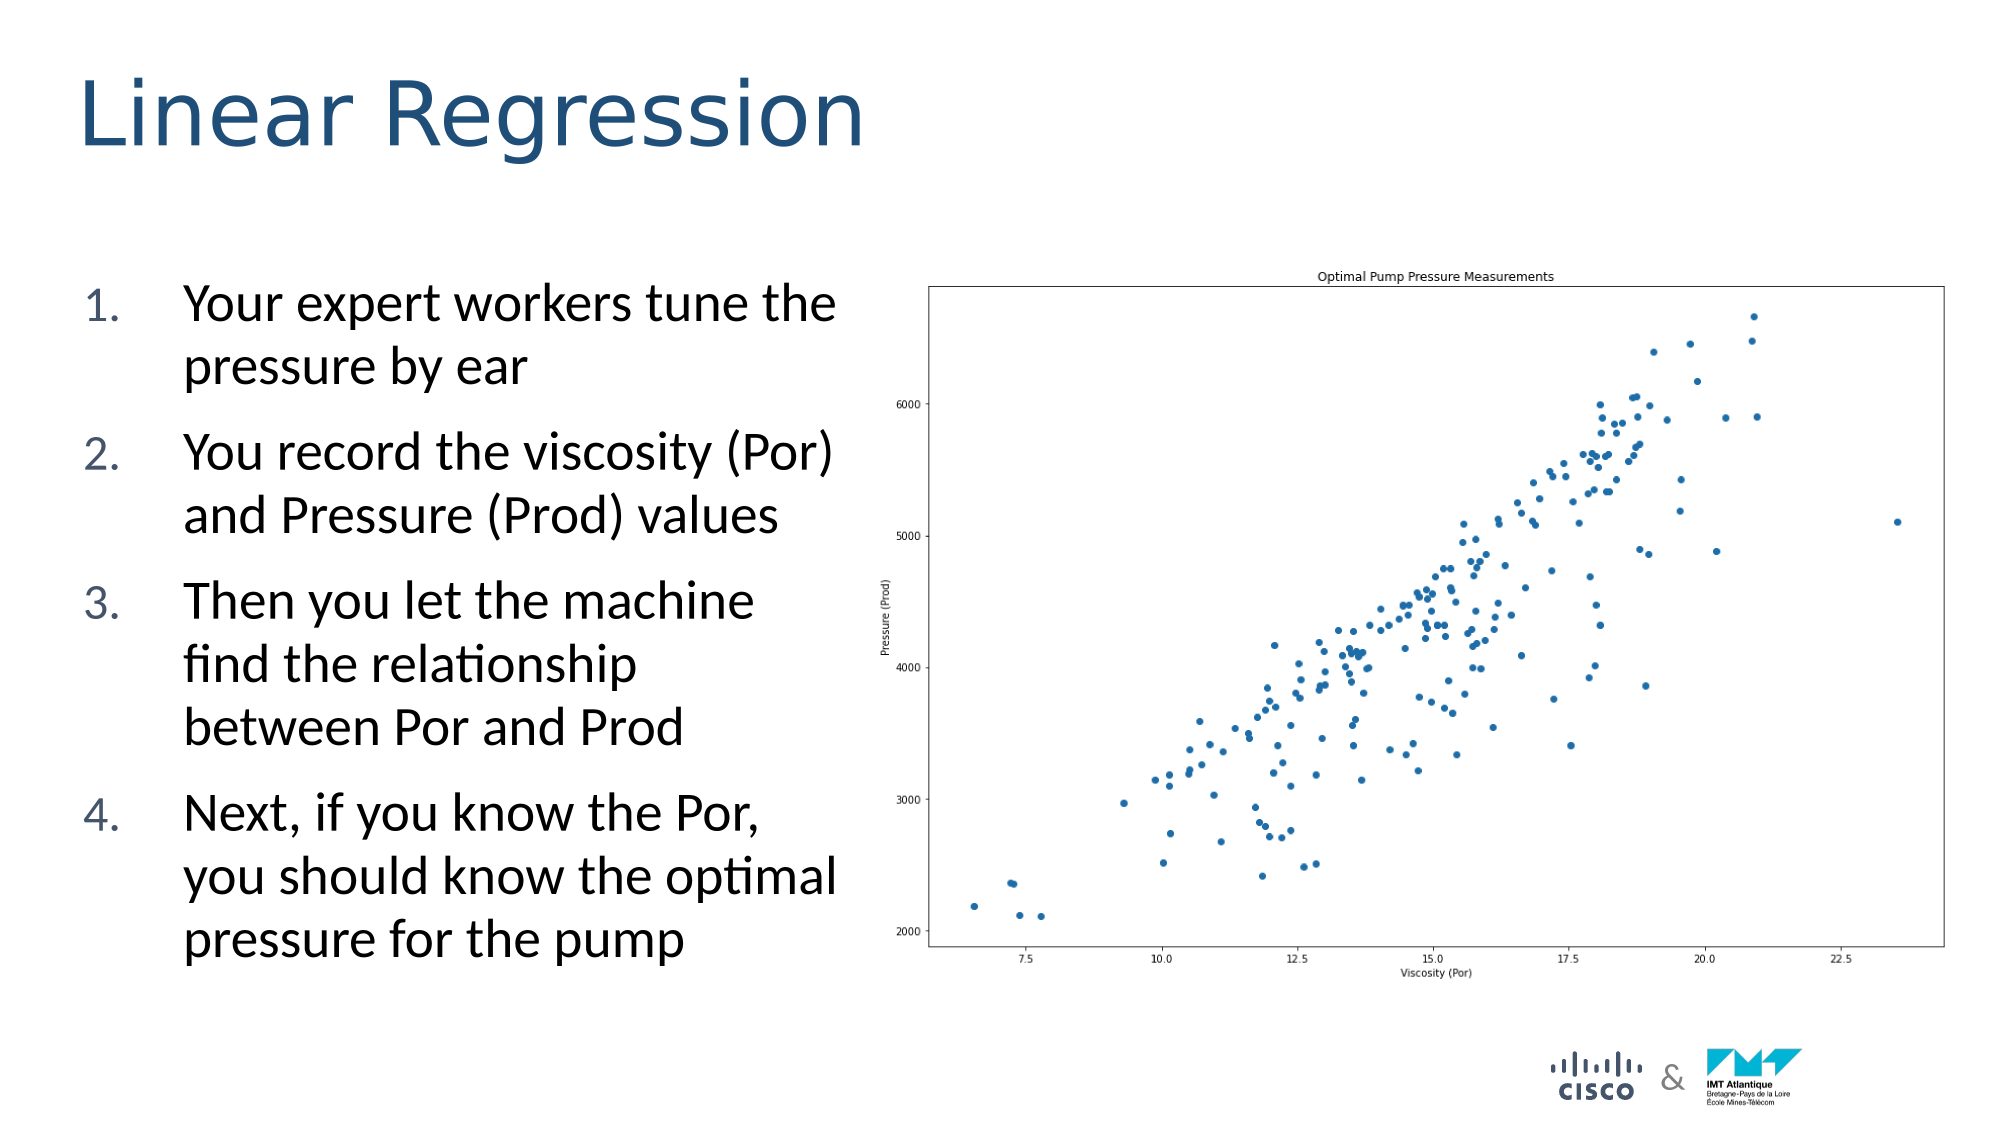 Linear Regression
1. Your expert workers tune the
pressure by ear
2. You record the viscosity (Por)
and Pressure (Prod) values
3. Then you let the machine
find the relationship
between Por and Prod
4. Next, if you know the Por,
you should know the optimal
pressure for the pump
Optimal Pump Pressure Measurements
Pressure (Prod)
6000
5000
4000
3000
2000
7.5 10.0 12.5 15.0 17.5 20.0 22.5
Viscosity (Por)
CISCO & IMT Atlantique
Bretagne-Pays de la Loire
École Mines-Télécom